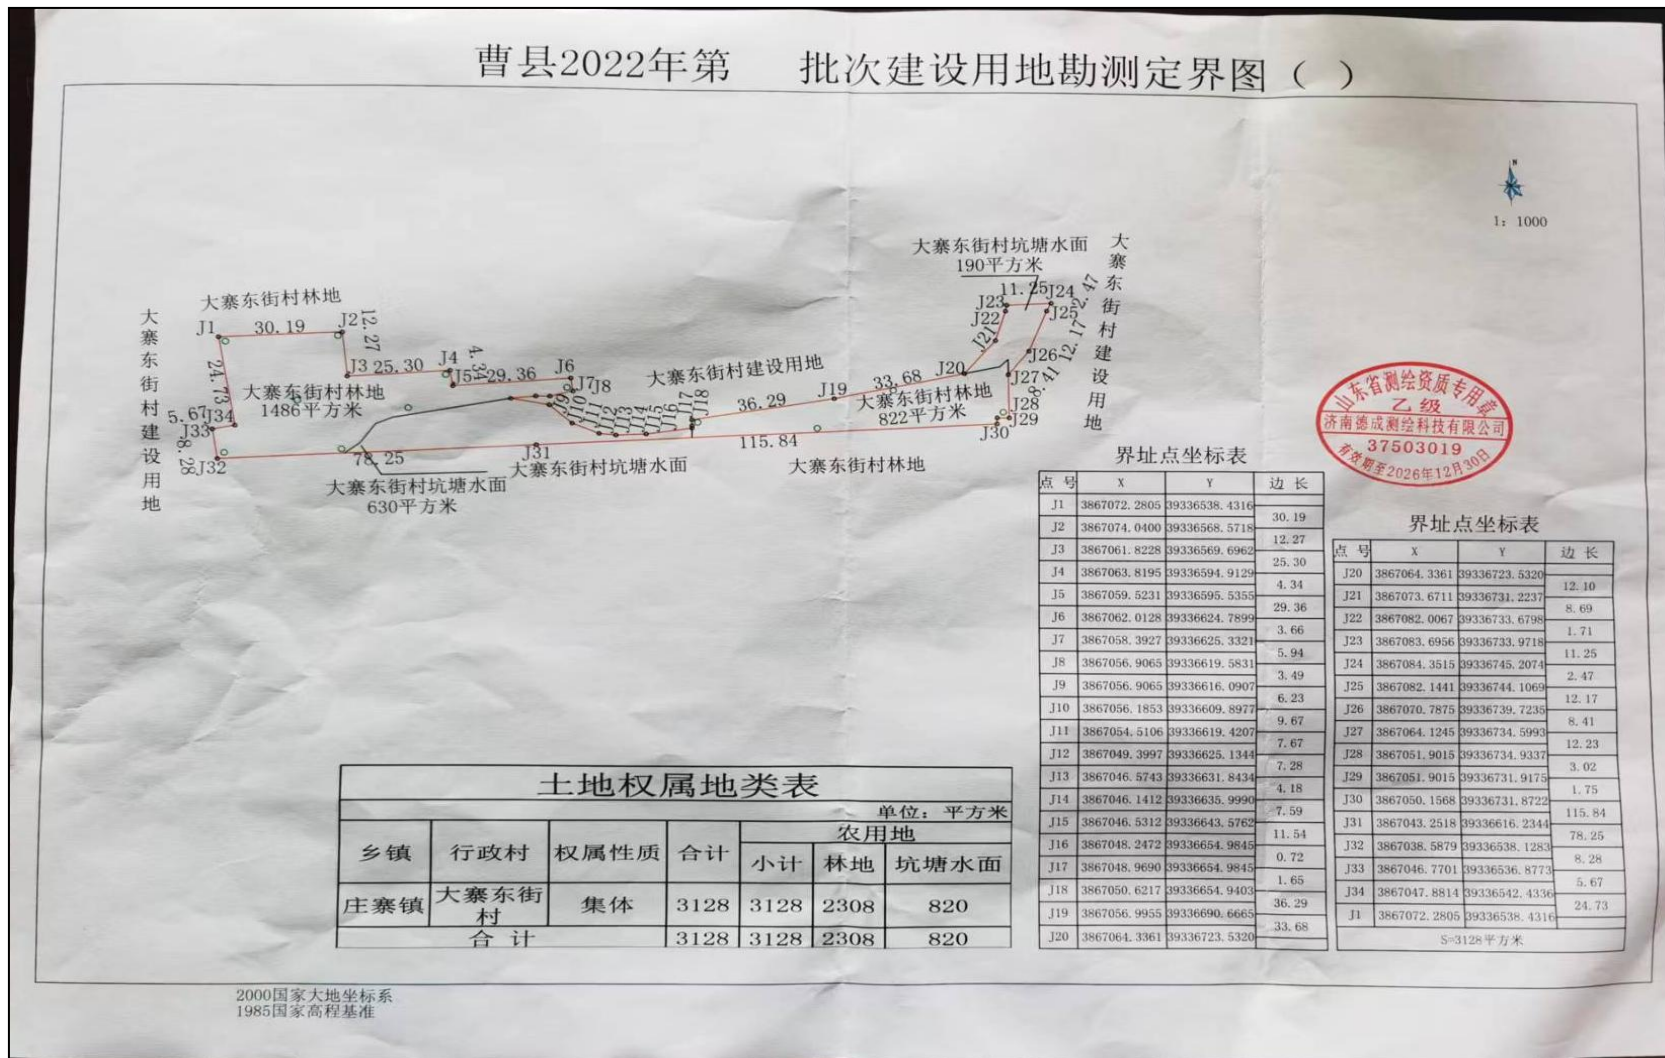 曹县2022年第 批次建设用地勘测定界图（ ）
N
1: 1000
大寨东街村坑塘水面
190平方米
大寨东街村建设用地
大寨东街村林地
大寨东街村建设用地
J1
30.19
J2
12.27
J3
25.30
J4
4.34
J5
29.36
J6
J7
J8
J9
J10
J11
J12
J13
J14
J15
J16
J17
J18
36.29
J19
33.68
J20
J21
J22
J23
11.25
J24
2.47
J25
12.17
J26
8.41
J27
J28
J29
J30
115.84
J31
78.25
J32
8.28
J33
5.67
J34
24.73
大寨东街村林地
1486平方米
大寨东街村建设用地
大寨东街村林地
822平方米
大寨东街村坑塘水面
630平方米
大寨东街村坑塘水面
大寨东街村林地
山东省测绘资质专用章
乙级
济南德成测绘科技有限公司
37503019
有效期至2026年12月30日
界址点坐标表
点 号 X Y 边 长
J1 3867072.2805 39336538.4316
30.19
J2 3867074.0400 39336568.5718
12.27
J3 3867061.8228 39336569.6962
25.30
J4 3867063.8195 39336594.9129
4.34
J5 3867059.5231 39336595.5355
29.36
J6 3867062.0128 39336624.7899
3.66
J7 3867058.3927 39336625.3321
5.94
J8 3867056.9065 39336619.5831
3.49
J9 3867056.9065 39336616.0907
6.23
J10 3867056.1853 39336609.8977
9.67
J11 3867054.5106 39336619.4207
7.67
J12 3867049.3997 39336625.1344
7.28
J13 3867046.5743 39336631.8434
4.18
J14 3867046.1412 39336635.9990
7.59
J15 3867046.5312 39336643.5762
11.54
J16 3867048.2472 39336654.9845
0.72
J17 3867048.9690 39336654.9845
1.65
J18 3867050.6217 39336654.9403
36.29
J19 3867056.9955 39336690.6665
33.68
J20 3867064.3361 39336723.5320
界址点坐标表
点 号 X Y 边 长
J20 3867064.3361 39336723.5320
12.10
J21 3867073.6711 39336731.2237
8.69
J22 3867082.0067 39336733.6798
1.71
J23 3867083.6956 39336733.9718
11.25
J24 3867084.3515 39336745.2074
2.47
J25 3867082.1441 39336744.1069
12.17
J26 3867070.7875 39336739.7235
8.41
J27 3867064.1245 39336734.5993
12.23
J28 3867051.9015 39336734.9337
3.02
J29 3867051.9015 39336731.9175
1.75
J30 3867050.1568 39336731.8722
115.84
J31 3867043.2518 39336616.2344
78.25
J32 3867038.5879 39336538.1283
8.28
J33 3867046.7701 39336536.8773
5.67
J34 3867047.8814 39336542.4336
24.73
J1 3867072.2805 39336538.4316
S=3128平方米
土地权属地类表
单位：平方米
乡镇 行政村 权属性质 合计 农用地
小计 林地 坑塘水面
庄寨镇 大寨东街村 集体 3128 3128 2308 820
合 计 3128 3128 2308 820
2000国家大地坐标系
1985国家高程基准